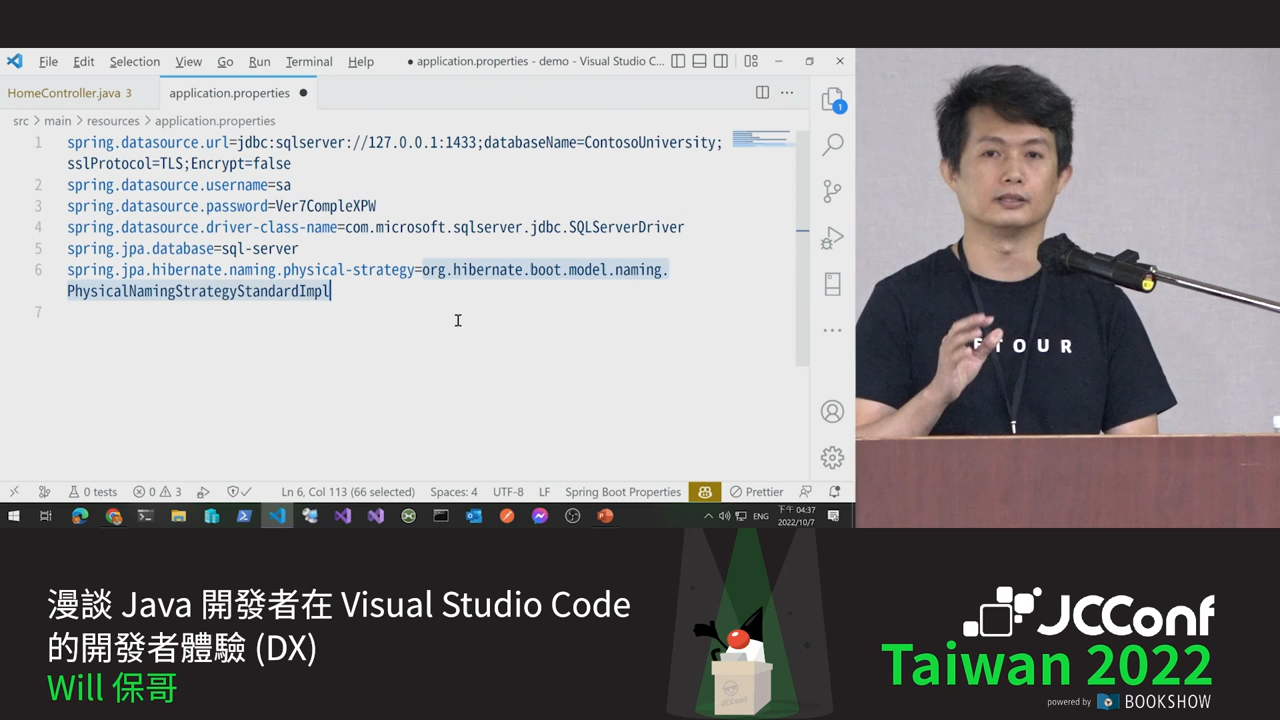 File Edit Selection View Go Run Terminal Help
● application.properties - demo - Visual Studio C...
HomeController.java 3
application.properties ●
src > main > resources > application.properties
1 spring.datasource.url=jdbc:sqlserver://127.0.0.1:1433;databaseName=ContosoUniversity;
sslProtocol=TLS;Encrypt=false
2 spring.datasource.username=sa
3 spring.datasource.password=Ver7CompleXPW
4 spring.datasource.driver-class-name=com.microsoft.sqlserver.jdbc.SQLServerDriver
5 spring.jpa.database=sql-server
6 spring.jpa.hibernate.naming.physical-strategy=org.hibernate.boot.model.naming.
PhysicalNamingStrategyStandardImpl
7
1
0 tests 0 3 Ln 6, Col 113 (66 selected) Spaces: 4 UTF-8 LF Spring Boot Properties Prettier
ENG
下午 04:37
2022/10/7
TOUR
漫談 Java 開發者在 Visual Studio Code
的開發者體驗 (DX)
Will 保哥
JCConf
JCConf
Taiwan 2022
powered by BOOKSHOW